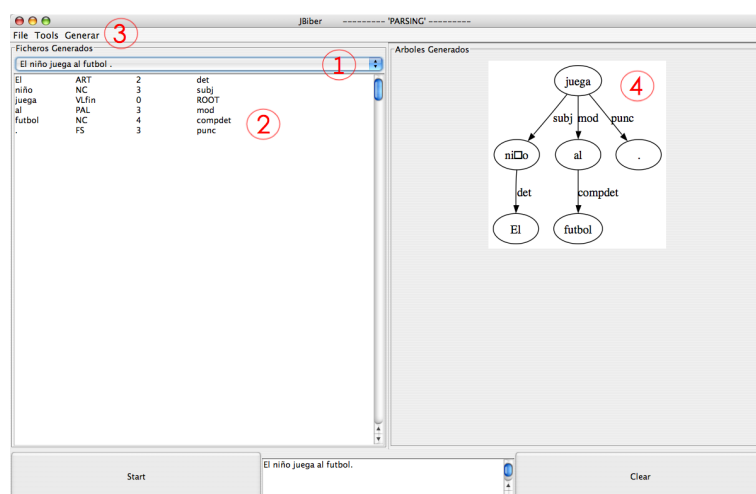 JBiber --------- 'PARSING' ---------
File Tools Generar 3
Ficheros Generados
Arboles Generados
El niño juega al futbol . 1
El ART 2 det
niño NC 3 subj
juega VLfin 0 ROOT
al PAL 3 mod
futbol NC 4 compdet
. FS 3 punc
2
juega 4
subj mod punc
ni□o al .
det compdet
El futbol
Start
El niño juega al futbol.
Clear